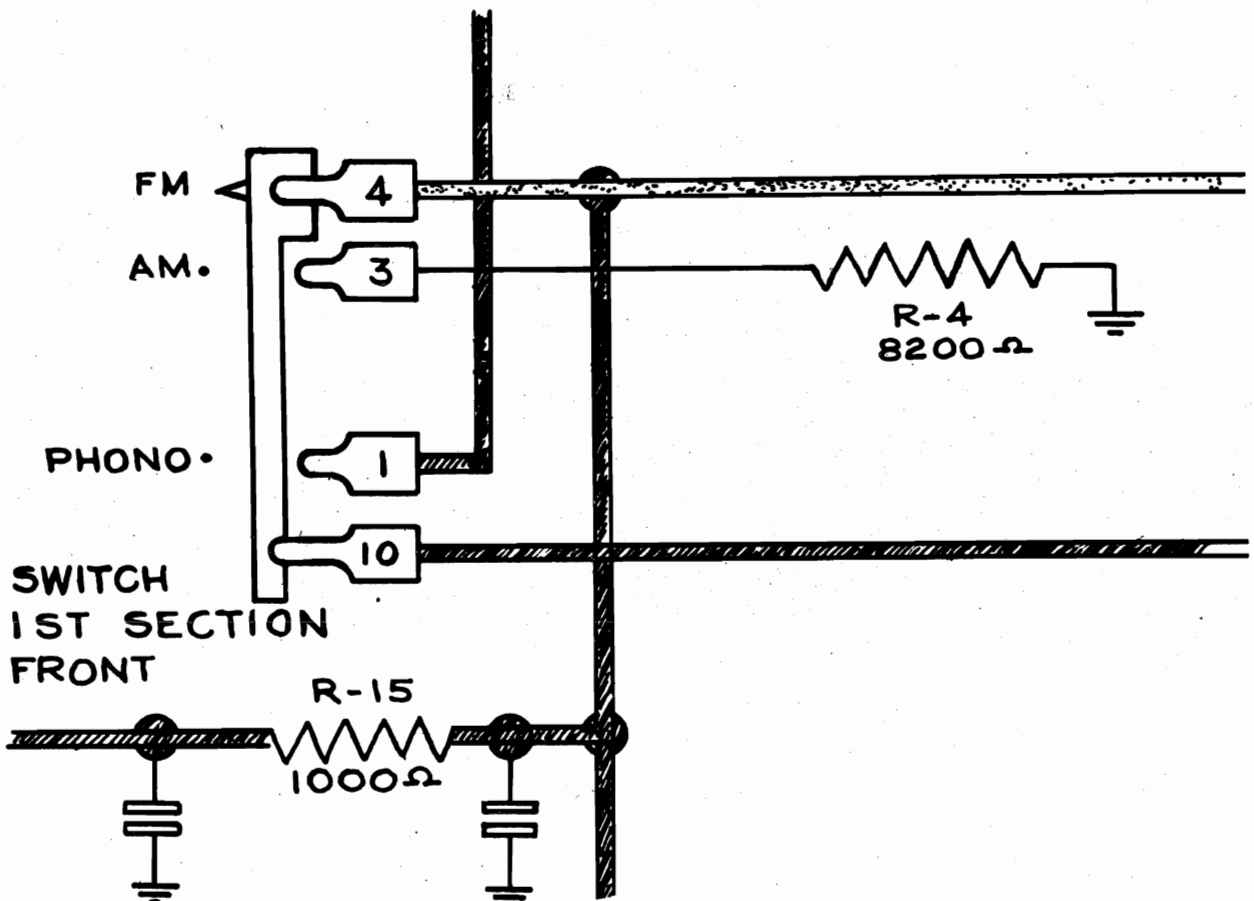 FM
4
AM.
3
R-4
8200Ω
PHONO.
1
10
SWITCH
1ST SECTION
FRONT
R-15
1000Ω